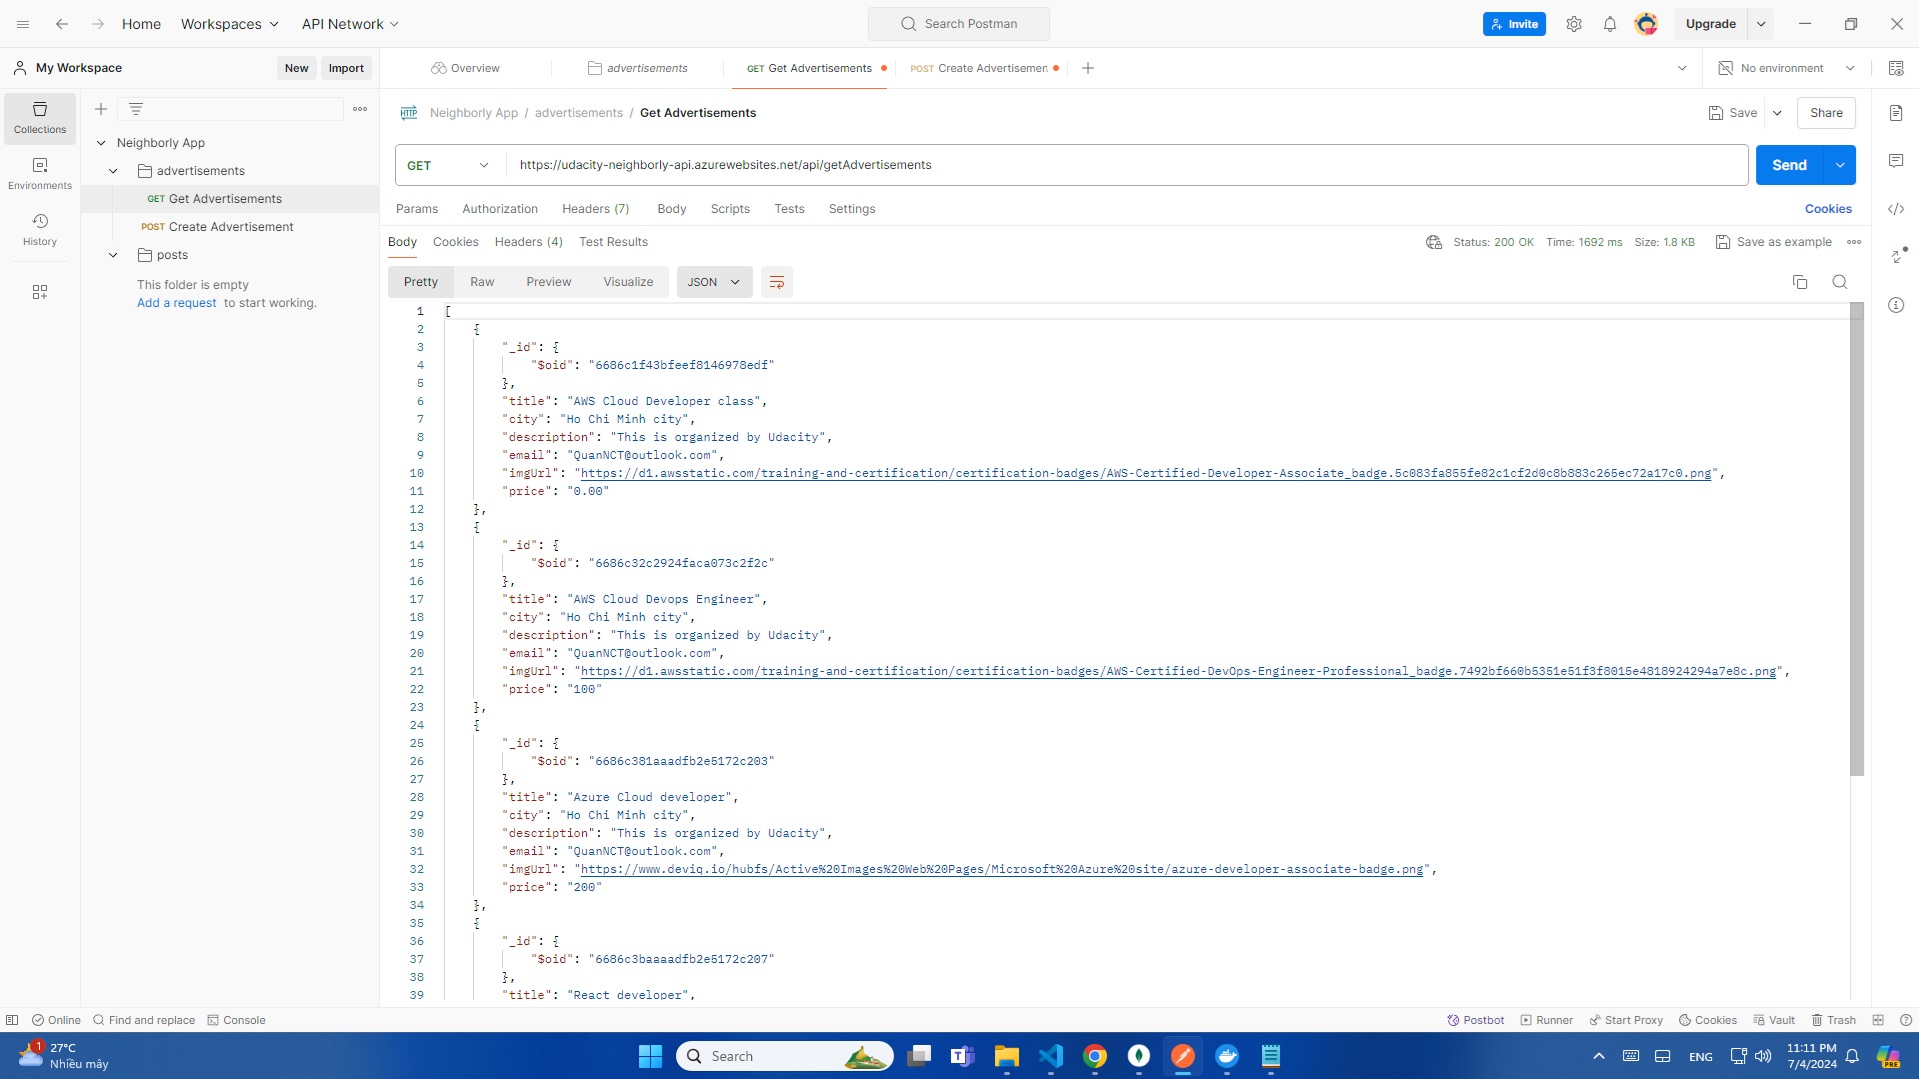 Home
Workspaces
API Network
Search Postman
Invite
Upgrade
My Workspace
New
Import
Overview
advertisements
GET Get Advertisements
POST Create Advertisemen
No environment
Collections
Environments
History
Neighborly App
advertisements
GET Get Advertisements
POST Create Advertisement
posts
This folder is empty
Add a request to start working.
HTTP Neighborly App / advertisements / Get Advertisements
Save
Share
GET
https://udacity-neighborly-api.azurewebsites.net/api/getAdvertisements
Send
Params Authorization Headers (7) Body Scripts Tests Settings
Cookies
Body Cookies Headers (4) Test Results
Status: 200 OK Time: 1692 ms Size: 1.8 KB Save as example
Pretty Raw Preview Visualize JSON
1 [
2 {
3 "_id": {
4 "$oid": "6686c1f43bfeef8146978edf"
5 },
6 "title": "AWS Cloud Developer class",
7 "city": "Ho Chi Minh city",
8 "description": "This is organized by Udacity",
9 "email": "QuanNCT@outlook.com",
10 "imgUrl": "https://d1.awsstatic.com/training-and-certification/certification-badges/AWS-Certified-Developer-Associate_badge.5c083fa855fe82c1cf2d0c8b883c265ec72a17c0.png",
11 "price": "0.00"
12 },
13 {
14 "_id": {
15 "$oid": "6686c32c2924faca073c2f2c"
16 },
17 "title": "AWS Cloud Devops Engineer",
18 "city": "Ho Chi Minh city",
19 "description": "This is organized by Udacity",
20 "email": "QuanNCT@outlook.com",
21 "imgUrl": "https://d1.awsstatic.com/training-and-certification/certification-badges/AWS-Certified-DevOps-Engineer-Professional_badge.7492bf660b5351e51f3f8015e4818924294a7e8c.png",
22 "price": "100"
23 },
24 {
25 "_id": {
26 "$oid": "6686c381aaadfb2e5172c203"
27 },
28 "title": "Azure Cloud developer",
29 "city": "Ho Chi Minh city",
30 "description": "This is organized by Udacity",
31 "email": "QuanNCT@outlook.com",
32 "imgUrl": "https://www.deviq.io/hubfs/Active%20Images%20Web%20Pages/Microsoft%20Azure%20site/azure-developer-associate-badge.png",
33 "price": "200"
34 },
35 {
36 "_id": {
37 "$oid": "6686c3baaaadfb2e5172c207"
38 },
39 "title": "React developer",
Online
Find and replace
Console
Postbot
Runner
Start Proxy
Cookies
Vault
Trash
1
27°C
Nhiều mây
Search
ENG
11:11 PM
7/4/2024
PRE